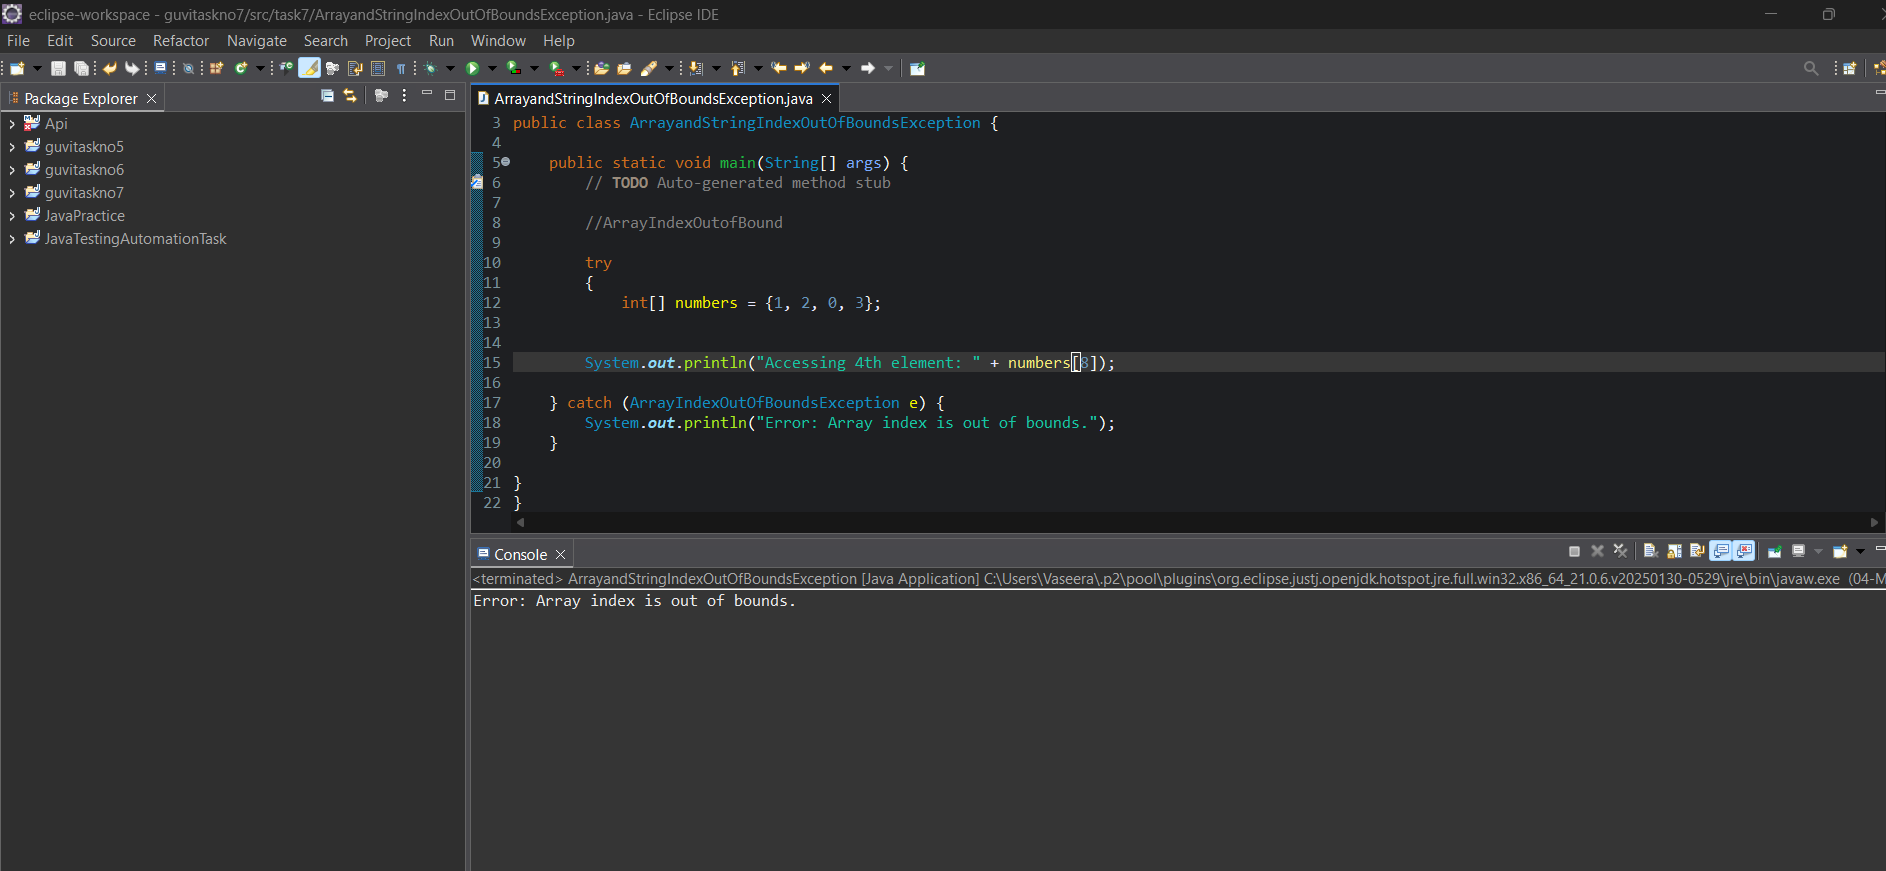 eclipse-workspace - guvitaskno7/src/task7/ArrayandStringIndexOutOfBoundsException.java - Eclipse IDE
File Edit Source Refactor Navigate Search Project Run Window Help
Package Explorer
Api
guvitaskno5
guvitaskno6
guvitaskno7
JavaPractice
JavaTestingAutomationTask
ArrayandStringIndexOutOfBoundsException.java
3 public class ArrayandStringIndexOutOfBoundsException {
4
5 public static void main(String[] args) {
6 // TODO Auto-generated method stub
7
8 //ArrayIndexOutofBound
9
10 try
11 {
12 int[] numbers = {1, 2, 0, 3};
13
14
15 System.out.println("Accessing 4th element: " + numbers[8]);
16
17 } catch (ArrayIndexOutOfBoundsException e) {
18 System.out.println("Error: Array index is out of bounds.");
19 }
20
21 }
22 }
Console
<terminated> ArrayandStringIndexOutOfBoundsException [Java Application] C:\Users\Vaseera\.p2\pool\plugins\org.eclipse.justj.openjdk.hotspot.jre.full.win32.x86_64_21.0.6.v20250130-0529\jre\bin\javaw.exe (04-M
Error: Array index is out of bounds.